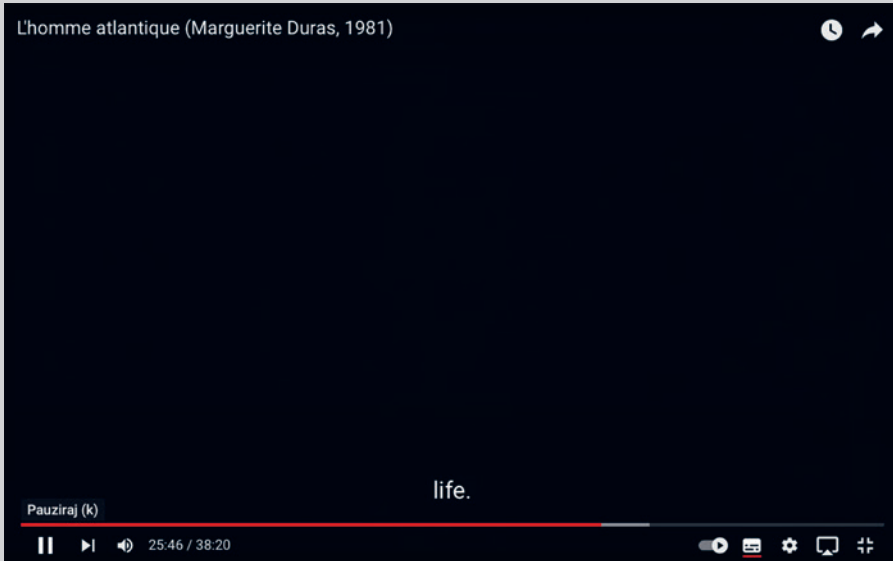 L'homme atlantique (Marguerite Duras, 1981)
life.
Pauziraj (k)
25:46 / 38:20